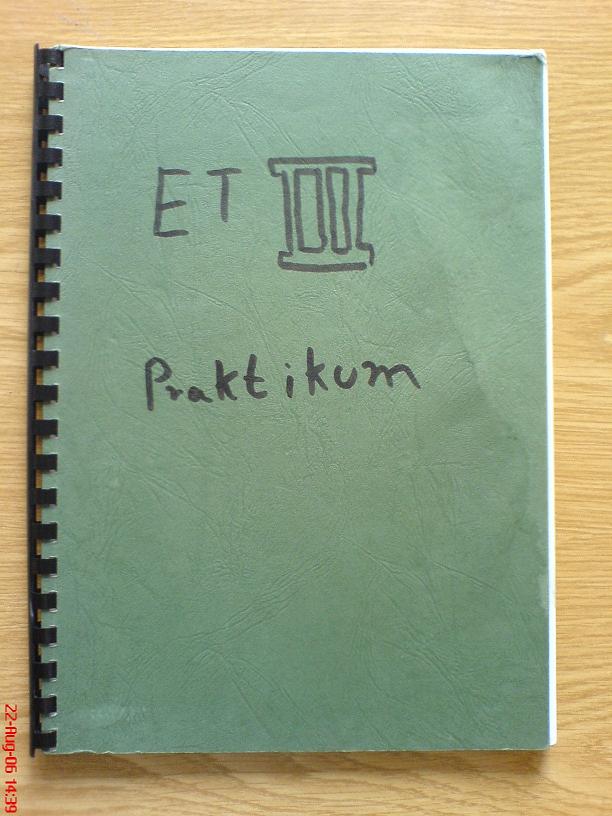 ET III
Praktikum
22-Aug-06 14:39